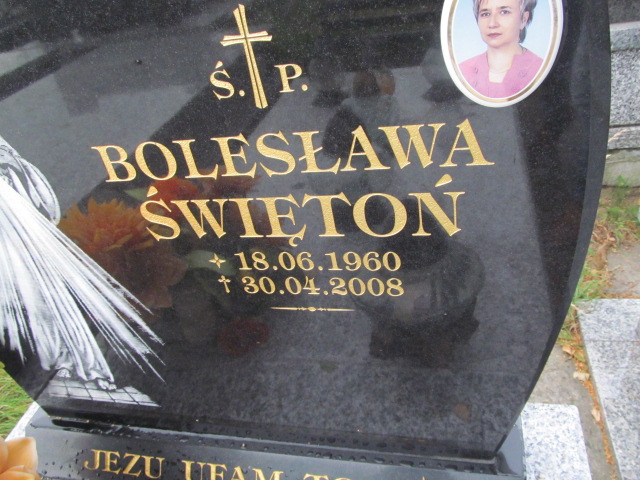 Ś. P.
BOLESŁAWA
ŚWIĘTOŃ
18.06.1960
† 30.04.2008
JEZU UFAM